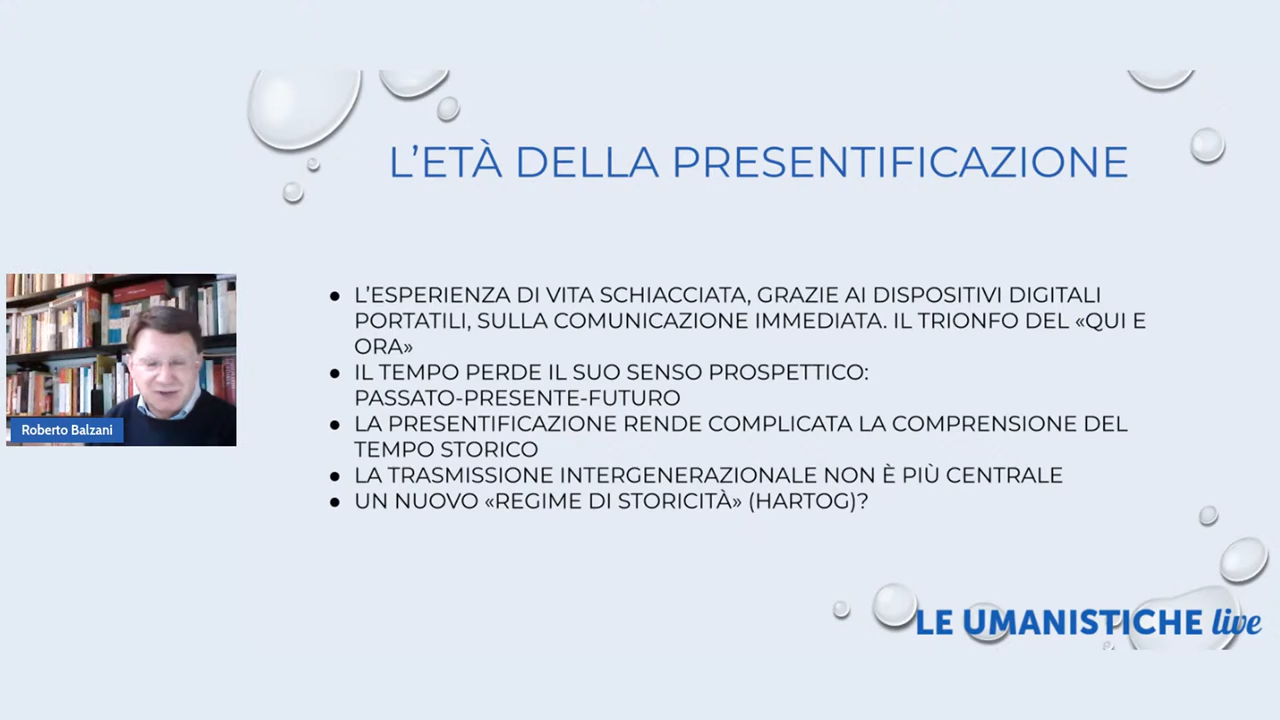 L'ETÀ DELLA PRESENTIFICAZIONE
● L'ESPERIENZA DI VITA SCHIACCIATA, GRAZIE AI DISPOSITIVI DIGITALI
PORTATILI, SULLA COMUNICAZIONE IMMEDIATA. IL TRIONFO DEL «QUI E
ORA»
● IL TEMPO PERDE IL SUO SENSO PROSPETTICO:
PASSATO-PRESENTE-FUTURO
● LA PRESENTIFICAZIONE RENDE COMPLICATA LA COMPRENSIONE DEL
TEMPO STORICO
● LA TRASMISSIONE INTERGENERAZIONALE NON È PIÙ CENTRALE
● UN NUOVO «REGIME DI STORICITÀ» (HARTOG)?
Roberto Balzani
LE UMANISTICHE live